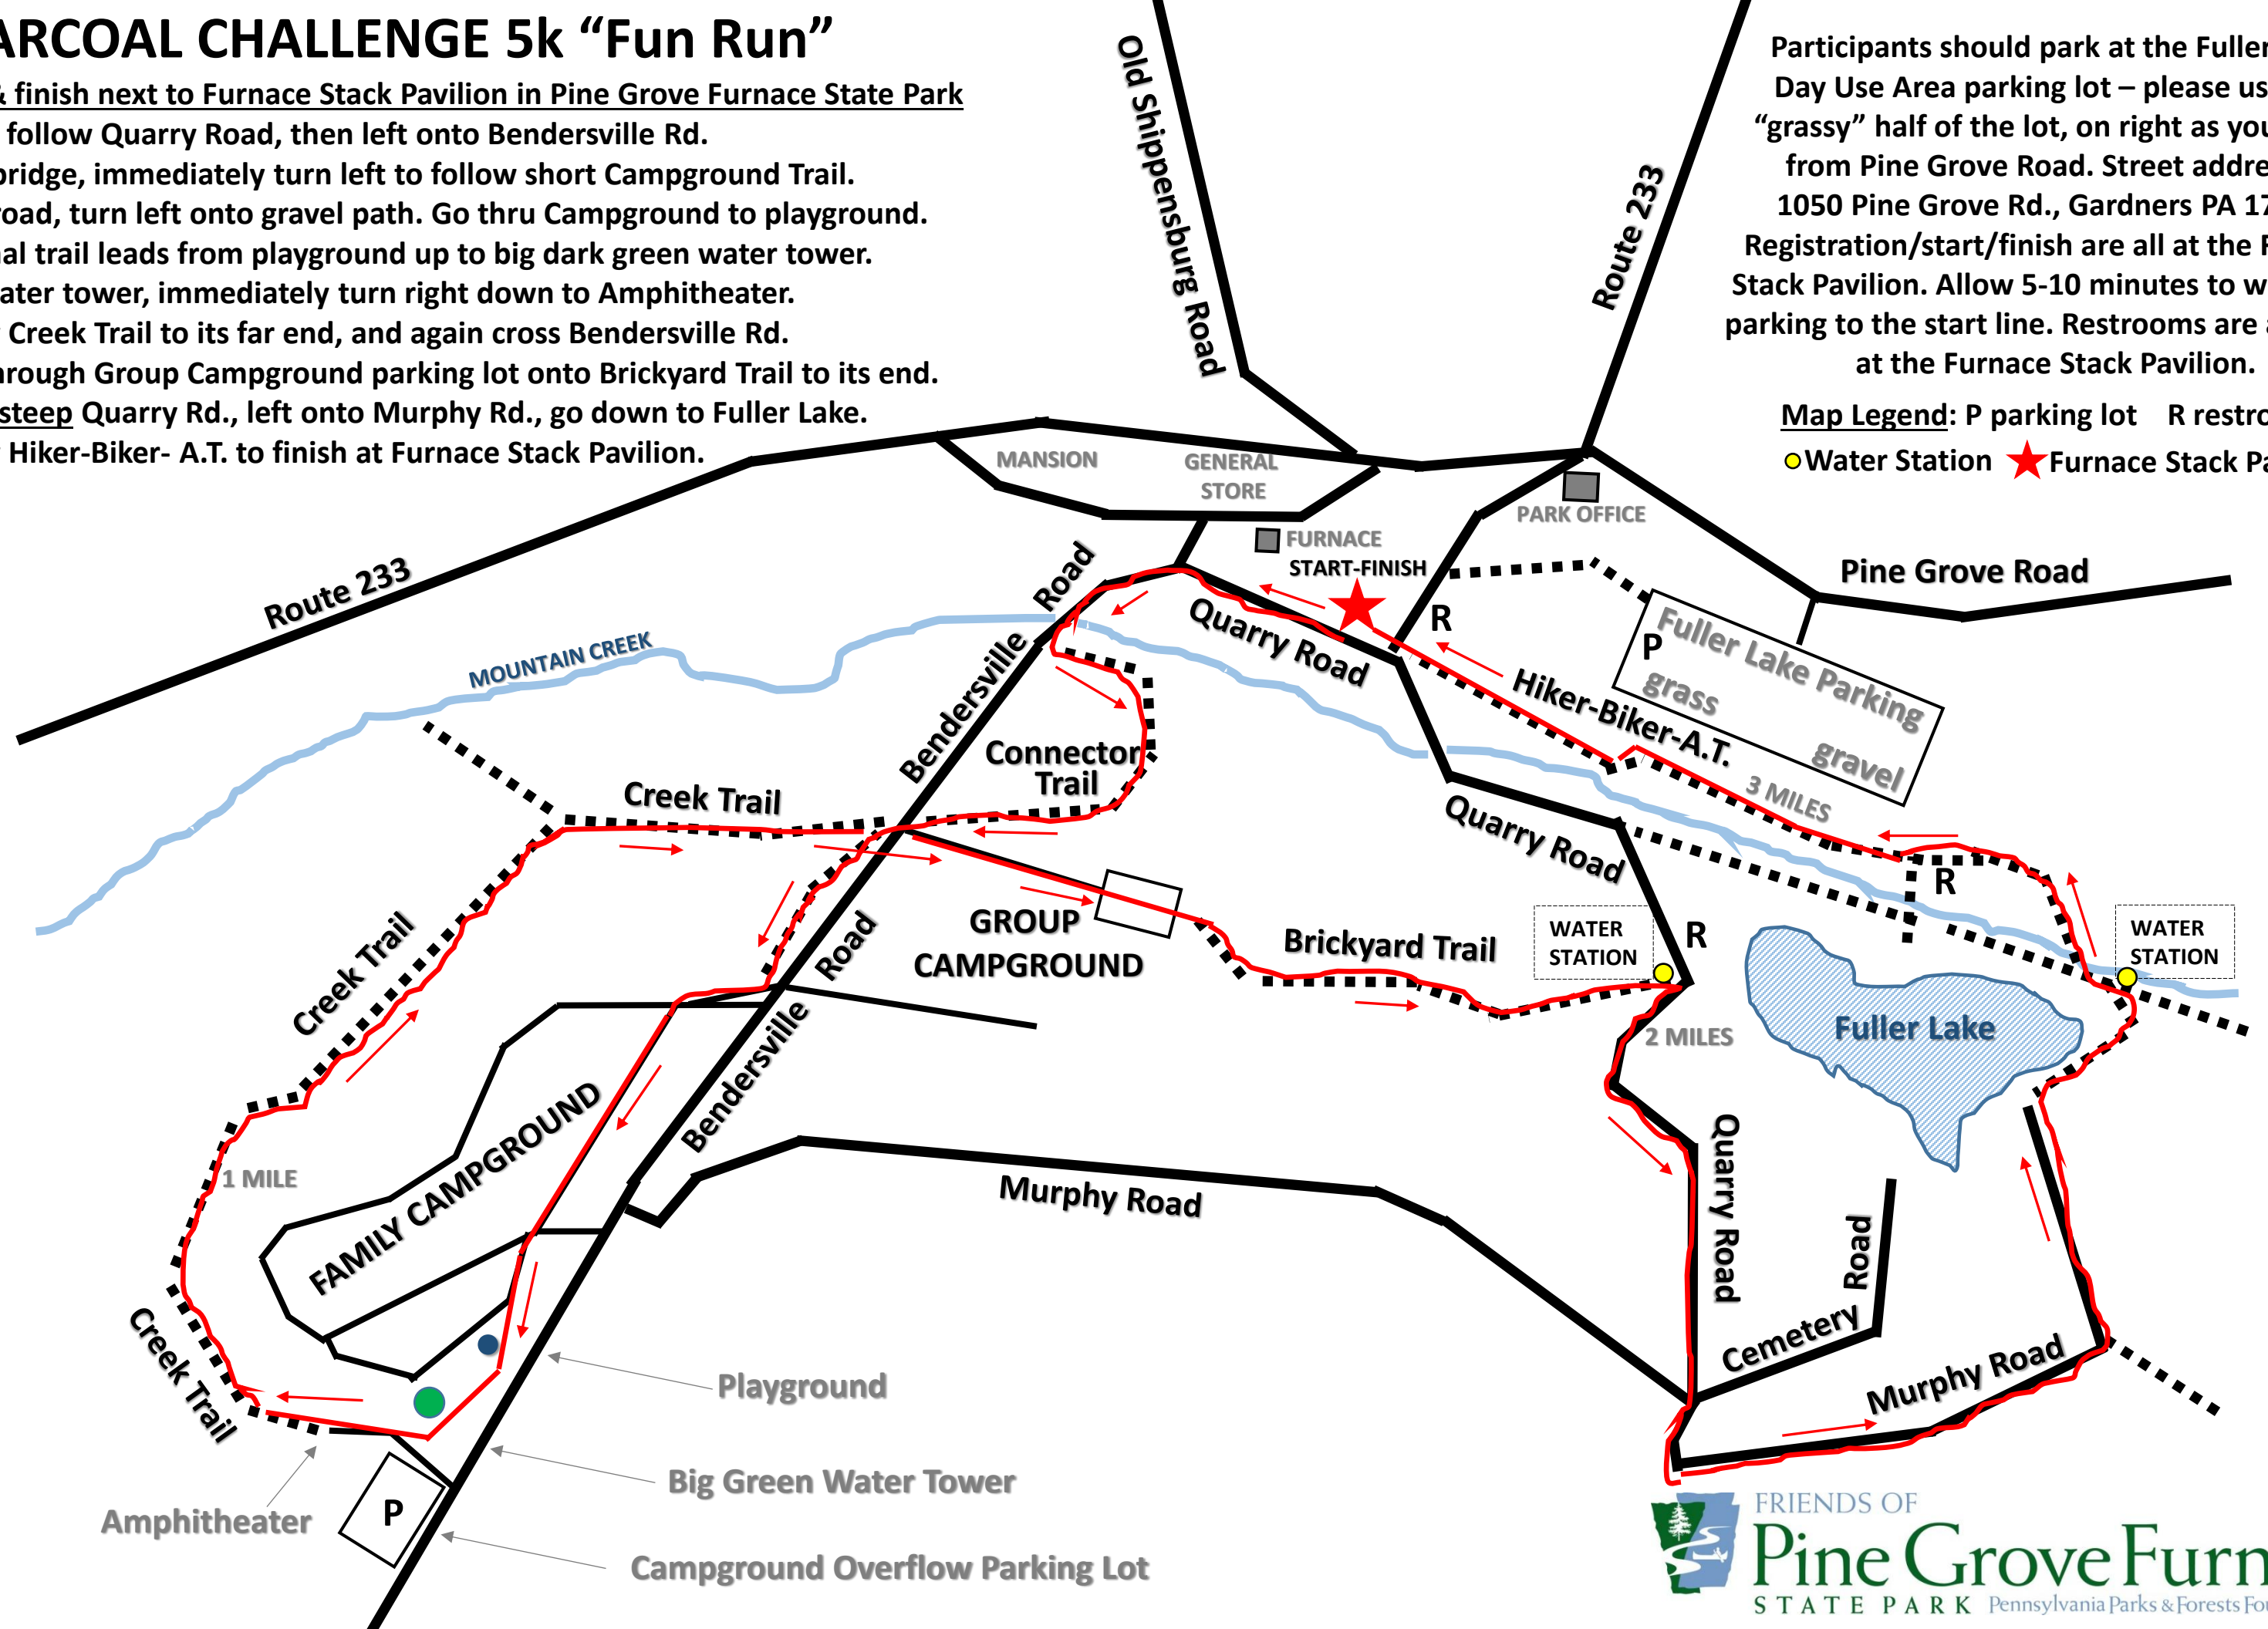 ARCOAL CHALLENGE 5k “Fun Run”
& finish next to Furnace Stack Pavilion in Pine Grove Furnace State Park
follow Quarry Road, then left onto Bendersville Rd.
bridge, immediately turn left to follow short Campground Trail.
road, turn left onto gravel path. Go thru Campground to playground.
al trail leads from playground up to big dark green water tower.
ater tower, immediately turn right down to Amphitheater.
Creek Trail to its far end, and again cross Bendersville Rd.
hrough Group Campground parking lot onto Brickyard Trail to its end.
steep Quarry Rd., left onto Murphy Rd., go down to Fuller Lake.
Hiker-Biker- A.T. to finish at Furnace Stack Pavilion.
Participants should park at the Fuller
Day Use Area parking lot – please us
“grassy” half of the lot, on right as you
from Pine Grove Road. Street addre
1050 Pine Grove Rd., Gardners PA 17
Registration/start/finish are all at the F
Stack Pavilion. Allow 5-10 minutes to w
parking to the start line. Restrooms are a
at the Furnace Stack Pavilion.
Map Legend: P parking lot R restro
Water Station Furnace Stack Pa
Old Shippensburg Road
Route 233
MANSION
GENERAL
STORE
PARK OFFICE
FURNACE
START-FINISH
Route 233
Pine Grove Road
Road
R
Quarry Road
P
Fuller Lake Parking
grass
gravel
MOUNTAIN CREEK
Bendersville
Hiker-Biker-A.T.
3 MILES
Connector
Trail
Creek Trail
Quarry Road
R
GROUP
CAMPGROUND
Road
Brickyard Trail
WATER
STATION
R
WATER
STATION
Creek Trail
Fuller Lake
2 MILES
Bendersville
FAMILY CAMPGROUND
1 MILE
Murphy Road
Quarry Road
Road
Cemetery
Murphy Road
Creek Trail
Playground
Big Green Water Tower
Amphitheater
P
Campground Overflow Parking Lot
FRIENDS OF
Pine Grove Furn
STATE PARK Pennsylvania Parks & Forests Fou